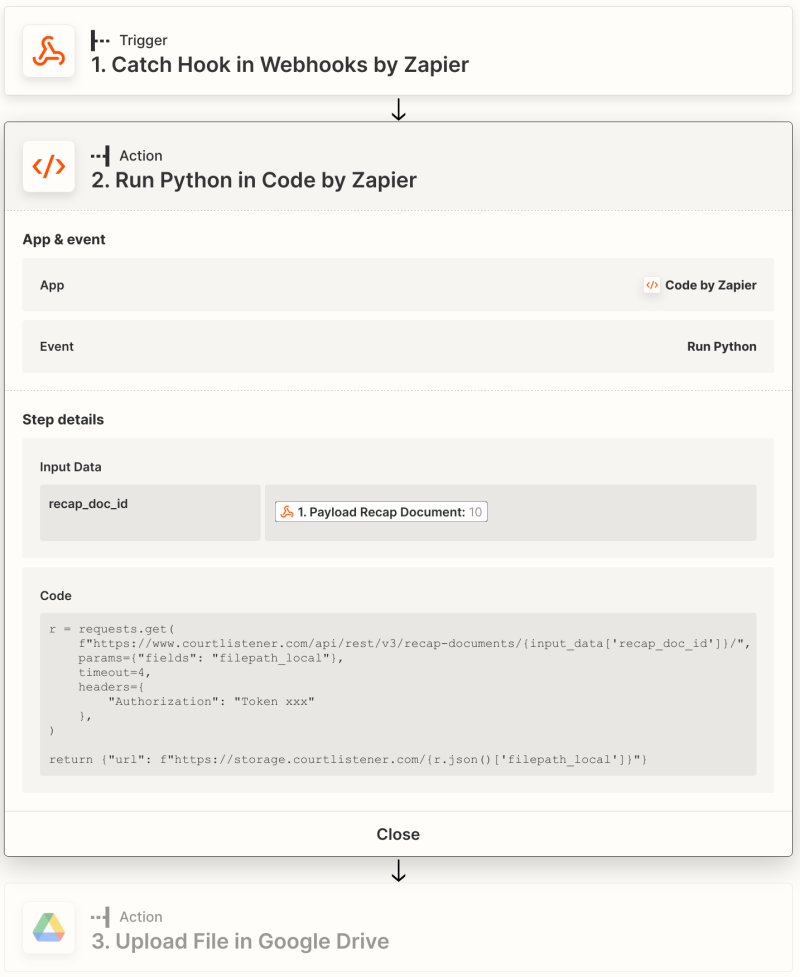 Trigger
1. Catch Hook in Webhooks by Zapier
Action
2. Run Python in Code by Zapier
App & event
App
Code by Zapier
Event
Run Python
Step details
Input Data
recap_doc_id
1. Payload Recap Document: 10
Code
r = requests.get(
    f"https://www.courtlistener.com/api/rest/v3/recap-documents/{input_data['recap_doc_id']}/",
    params={"fields": "filepath_local"},
    timeout=4,
    headers={
        "Authorization": "Token xxx"
    },
)
return {"url": f"https://storage.courtlistener.com/{r.json()['filepath_local']}"}
Close
Action
3. Upload File in Google Drive